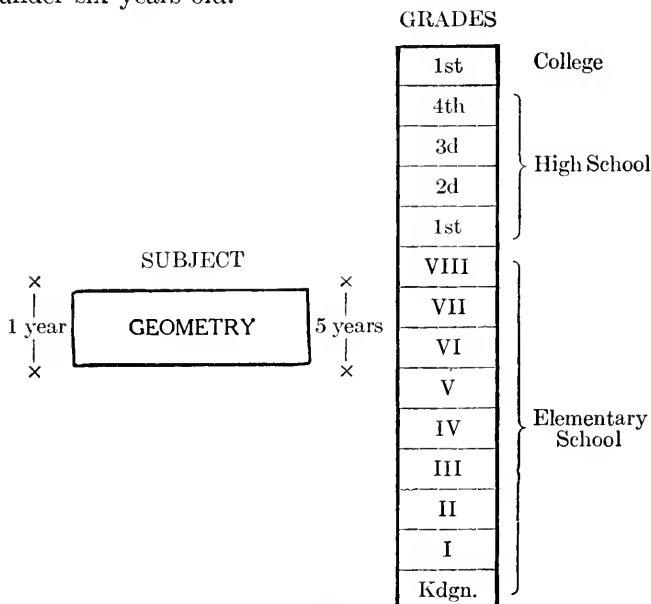 under six years old.
GRADES
1st
College
4th
3d
2d
1st
High School
SUBJECT
×
1 year
×
GEOMETRY
×
5 years
×
VIII
VII
VI
V
IV
III
II
I
Kdgn.
Elementary
School